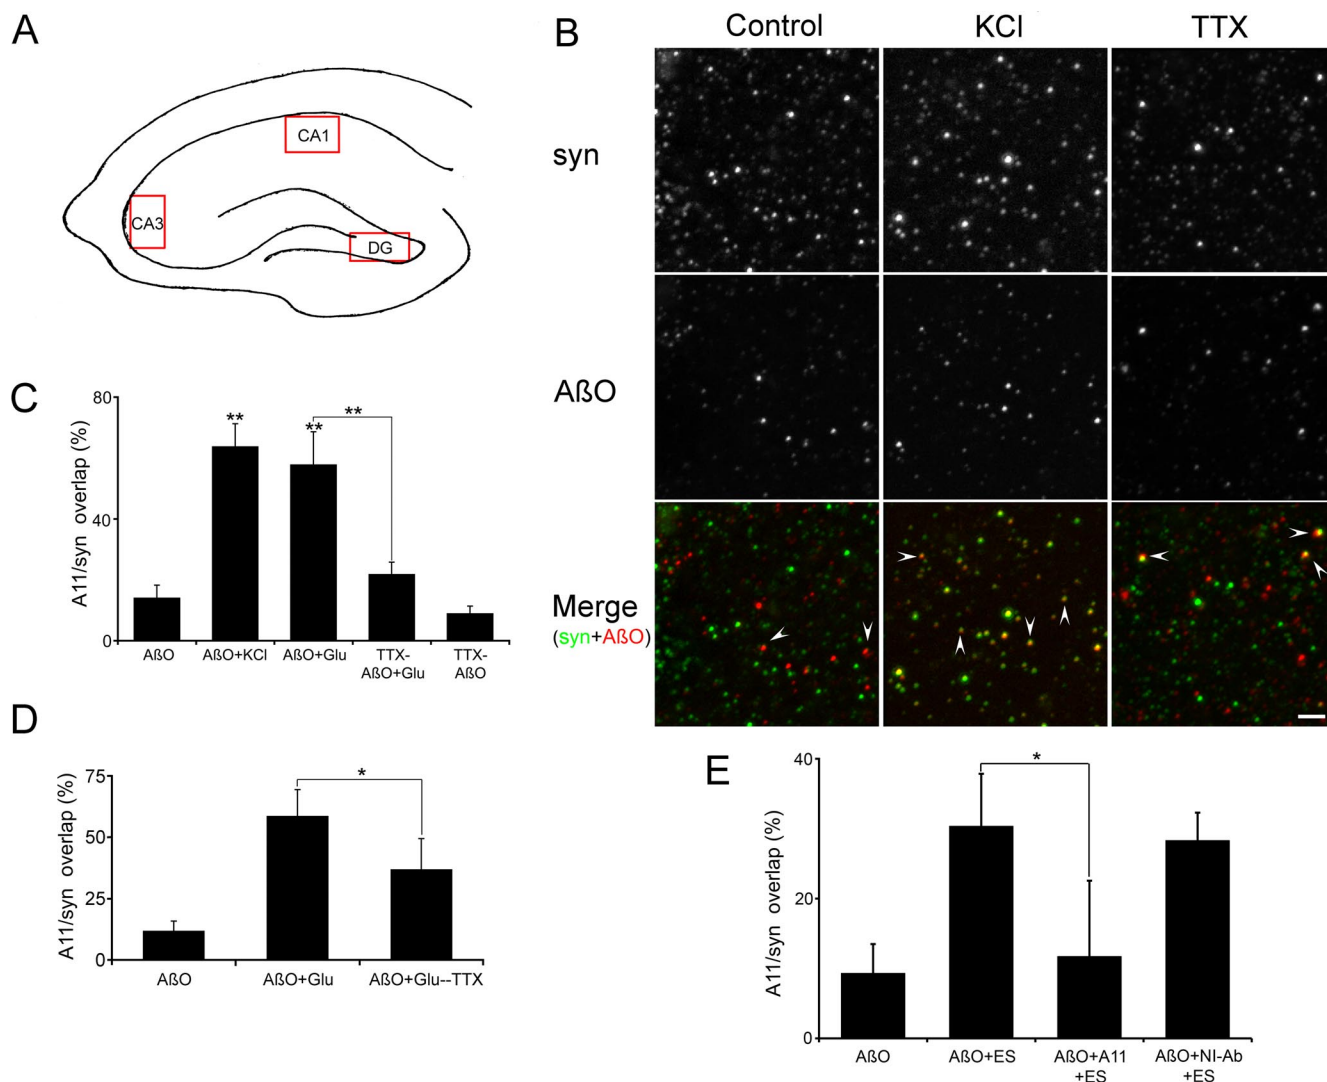 A
CA1
CA3
DG
B
Control
KCl
TTX
syn
AßO
Merge
(syn+AßO)
C
A11/syn overlap (%)
80
40
0
**
**
**
AßO
AßO+KCl
AßO+Glu
TTX-
AßO+Glu
TTX-
AßO
D
A11/syn overlap (%)
75
50
25
0
*
AßO
AßO+Glu
AßO+Glu--TTX
E
A11/syn overlap (%)
40
20
0
*
AßO
AßO+ES
AßO+A11
+ES
AßO+NI-Ab
+ES